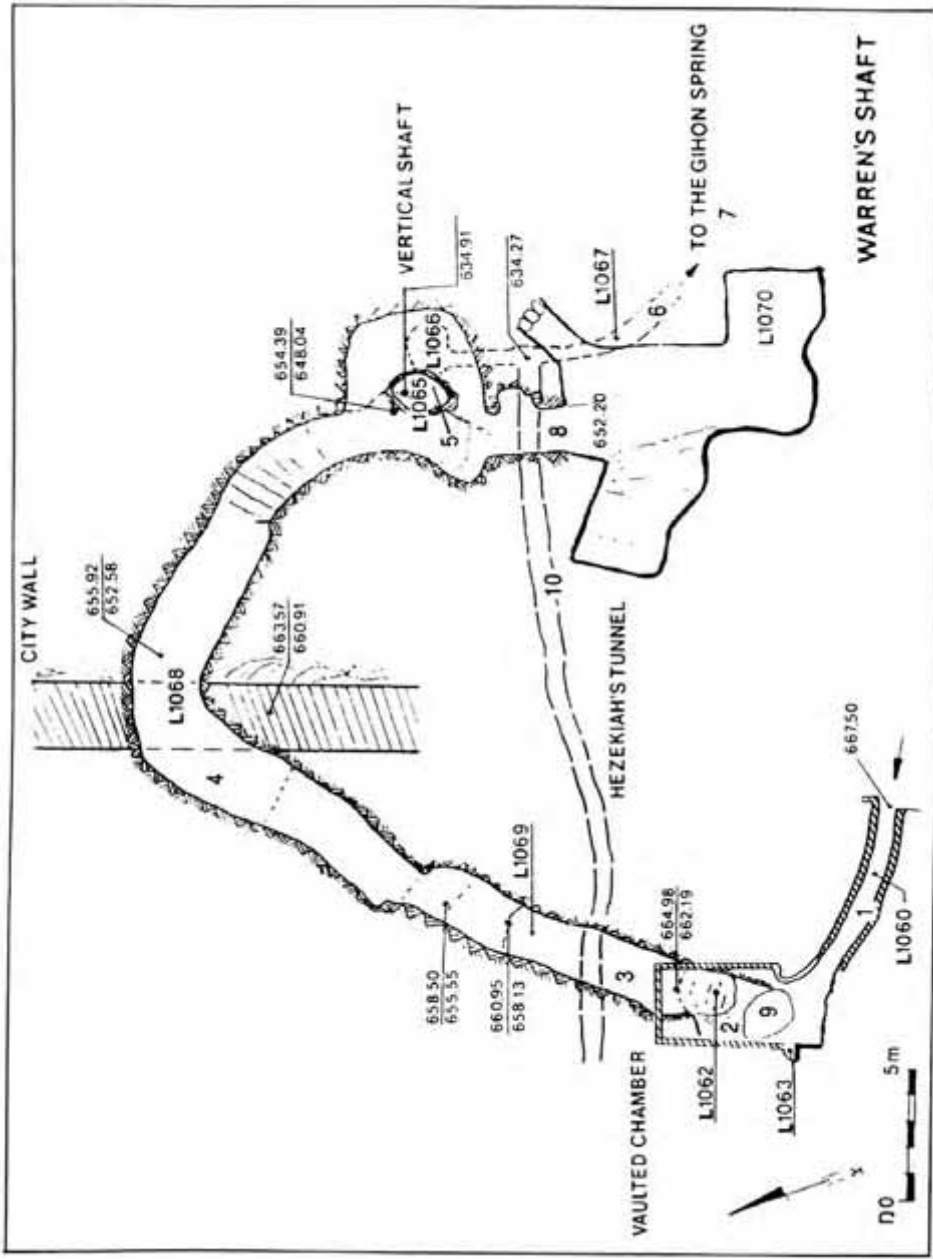 CITY WALL
655.92
652.58
654.39
648.04
VERTICAL SHAFT
634.91
L1068
663.57
660.91
L1065
L1066
5
4
634.27
L1067
TO THE GIHON SPRING
7
6
8
652.20
L1070
10
HEZEKIAH'S TUNNEL
658.50
655.55
660.95
658.13
L1069
3
664.98
662.19
VAULTED CHAMBER
L1062
2
9
L1063
1
L1060
667.50
0
5m
WARREN'S SHAFT